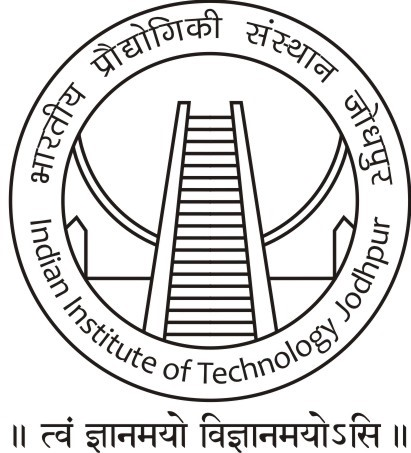 भारतीय प्रौद्योगिकी संस्थान जोधपुर
Indian Institute of Technology Jodhpur
॥ त्वं ज्ञानमयो विज्ञानमयोऽसि ॥